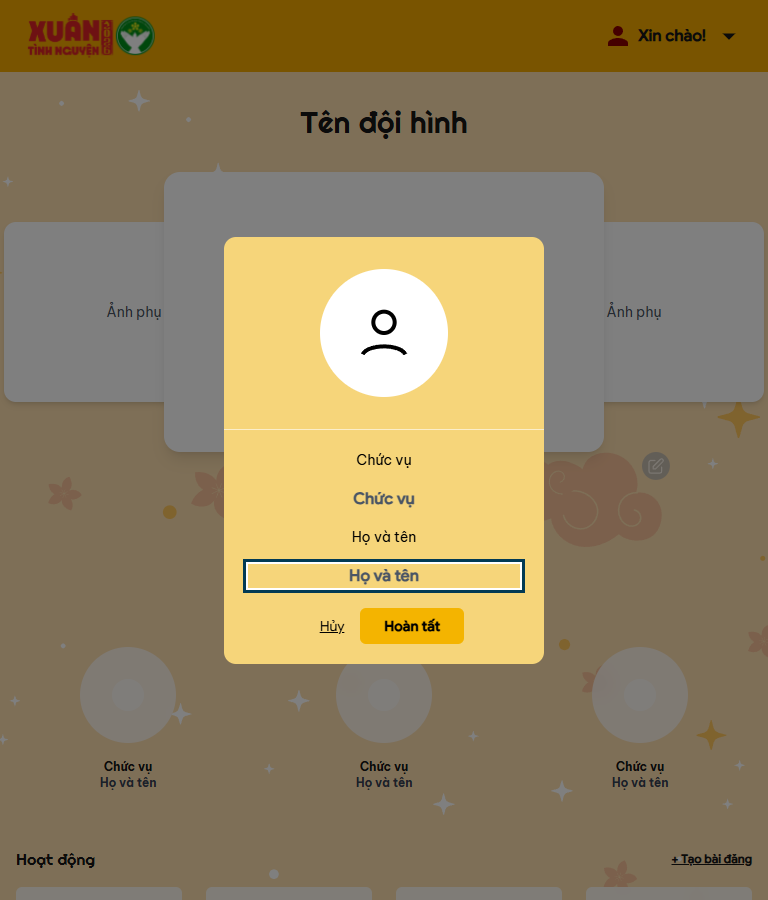 XUÂN
TÌNH NGUYỆN
Xin chào!
Tên đội hình
Ảnh phụ
Ảnh phụ
Chức vụ
Chức vụ
Họ và tên
Họ và tên
Hủy
Hoàn tất
Chức vụ
Họ và tên
Chức vụ
Họ và tên
Chức vụ
Họ và tên
Hoạt động
+ Tạo bài đăng